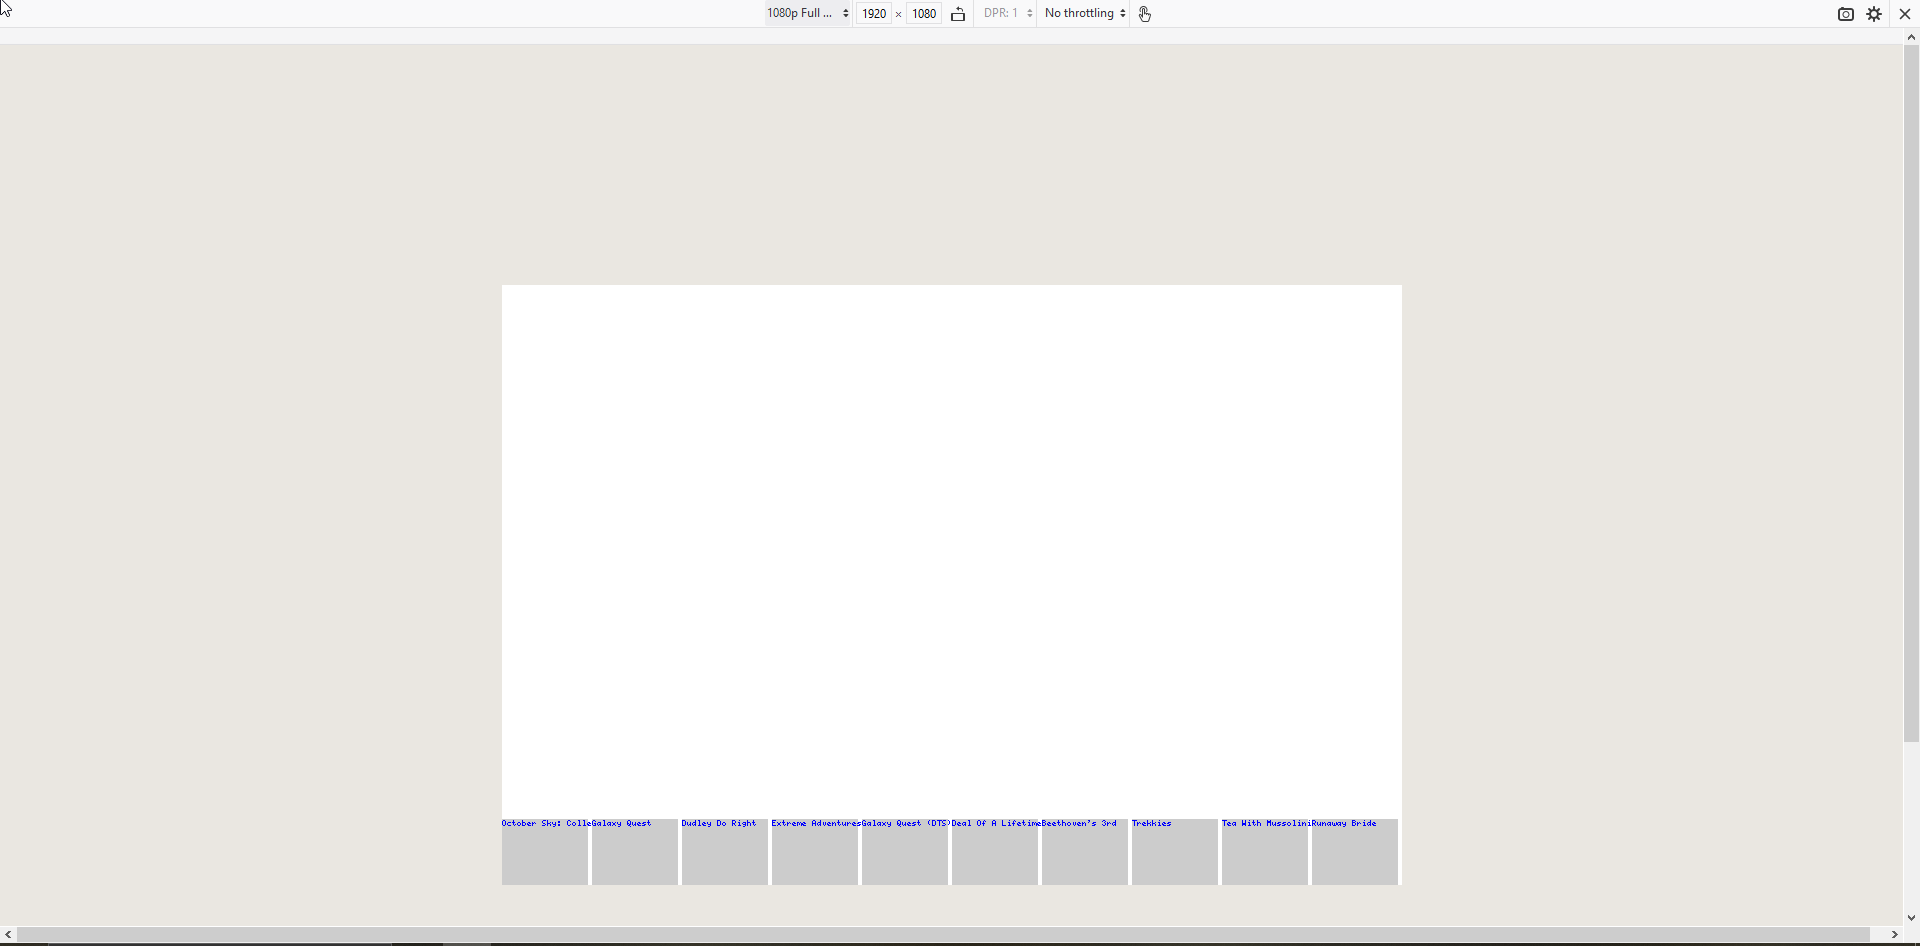 1080p Full ... 1920 × 1080 DPR: 1 No throttling
October Sky: Colle Galaxy Quest Dudley Do Right Extreme Adventures Galaxy Quest (DTS) Deal Of A Lifetime Beethoven's 3rd Trekkies Tea With Mussolini Runaway Bride